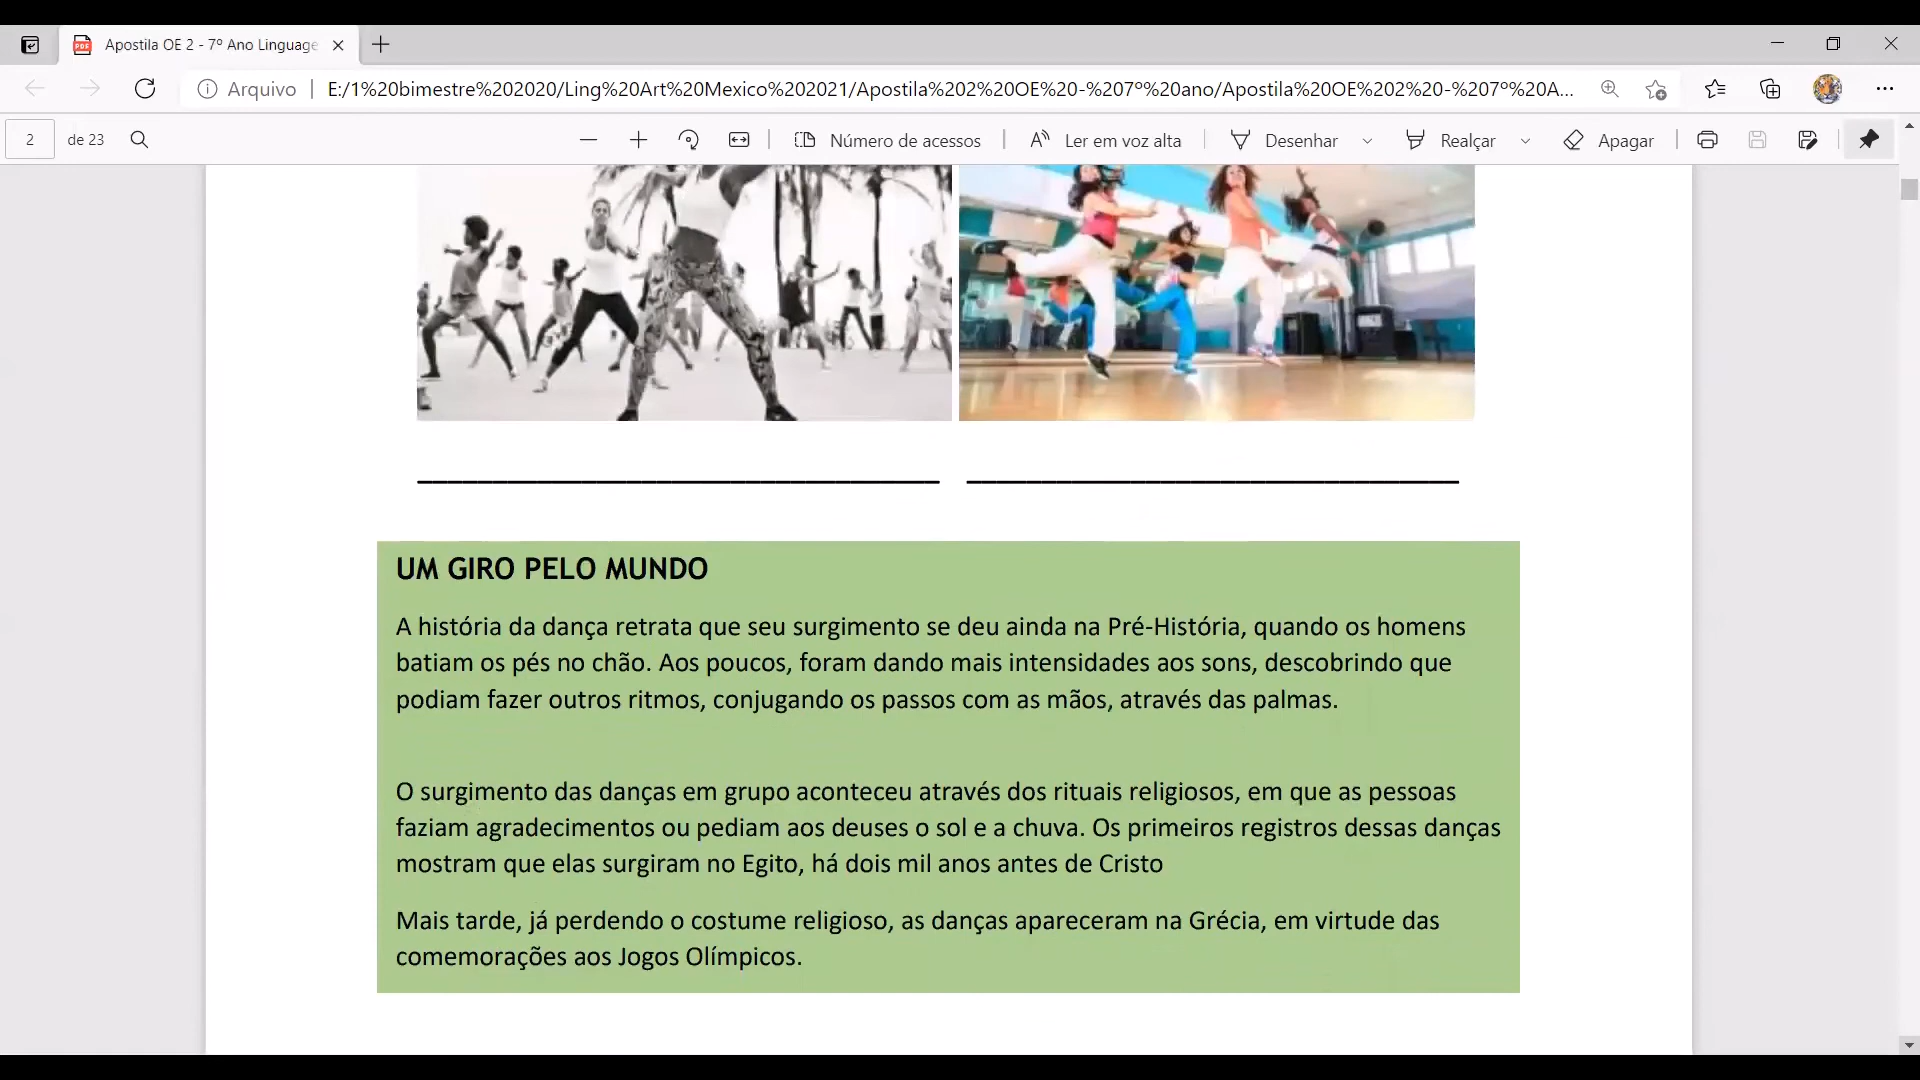 Apostila OE 2 - 7º Ano Linguage
Arquivo
E:/1%20bimestre%202020/Ling%20Art%20Mexico%202021/Apostila%202%20OE%20-%207º%20ano/Apostila%20OE%202%20-%207º%20A...
2 de 23
Número de acessos
Ler em voz alta
Desenhar
Realçar
Apagar
UM GIRO PELO MUNDO
A história da dança retrata que seu surgimento se deu ainda na Pré-História, quando os homens
batiam os pés no chão. Aos poucos, foram dando mais intensidades aos sons, descobrindo que
podiam fazer outros ritmos, conjugando os passos com as mãos, através das palmas.
O surgimento das danças em grupo aconteceu através dos rituais religiosos, em que as pessoas
faziam agradecimentos ou pediam aos deuses o sol e a chuva. Os primeiros registros dessas danças
mostram que elas surgiram no Egito, há dois mil anos antes de Cristo
Mais tarde, já perdendo o costume religioso, as danças apareceram na Grécia, em virtude das
comemorações aos Jogos Olímpicos.